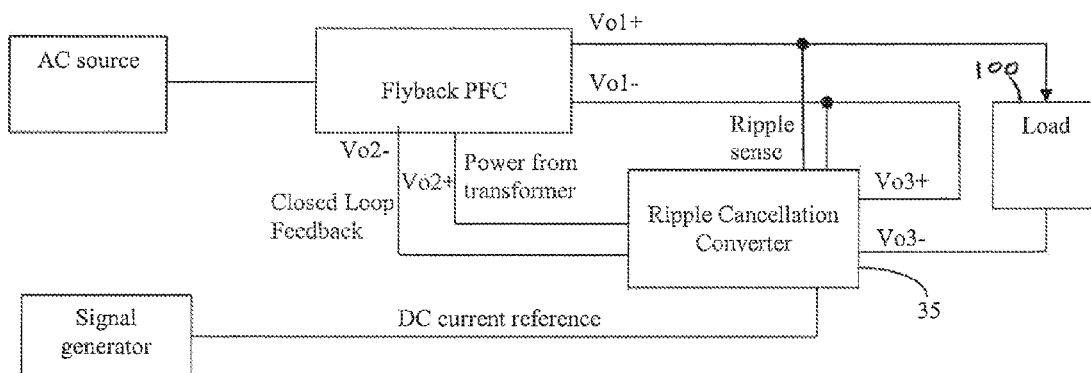 Vo1+
AC source
Flyback PFC
Vo1-
100
Load
Ripple
sense
Vo2-
Vo2+
Power from
transformer
Closed Loop
Feedback
Ripple Cancellation
Converter
Vo3+
Vo3-
35
Signal
generator
DC current reference